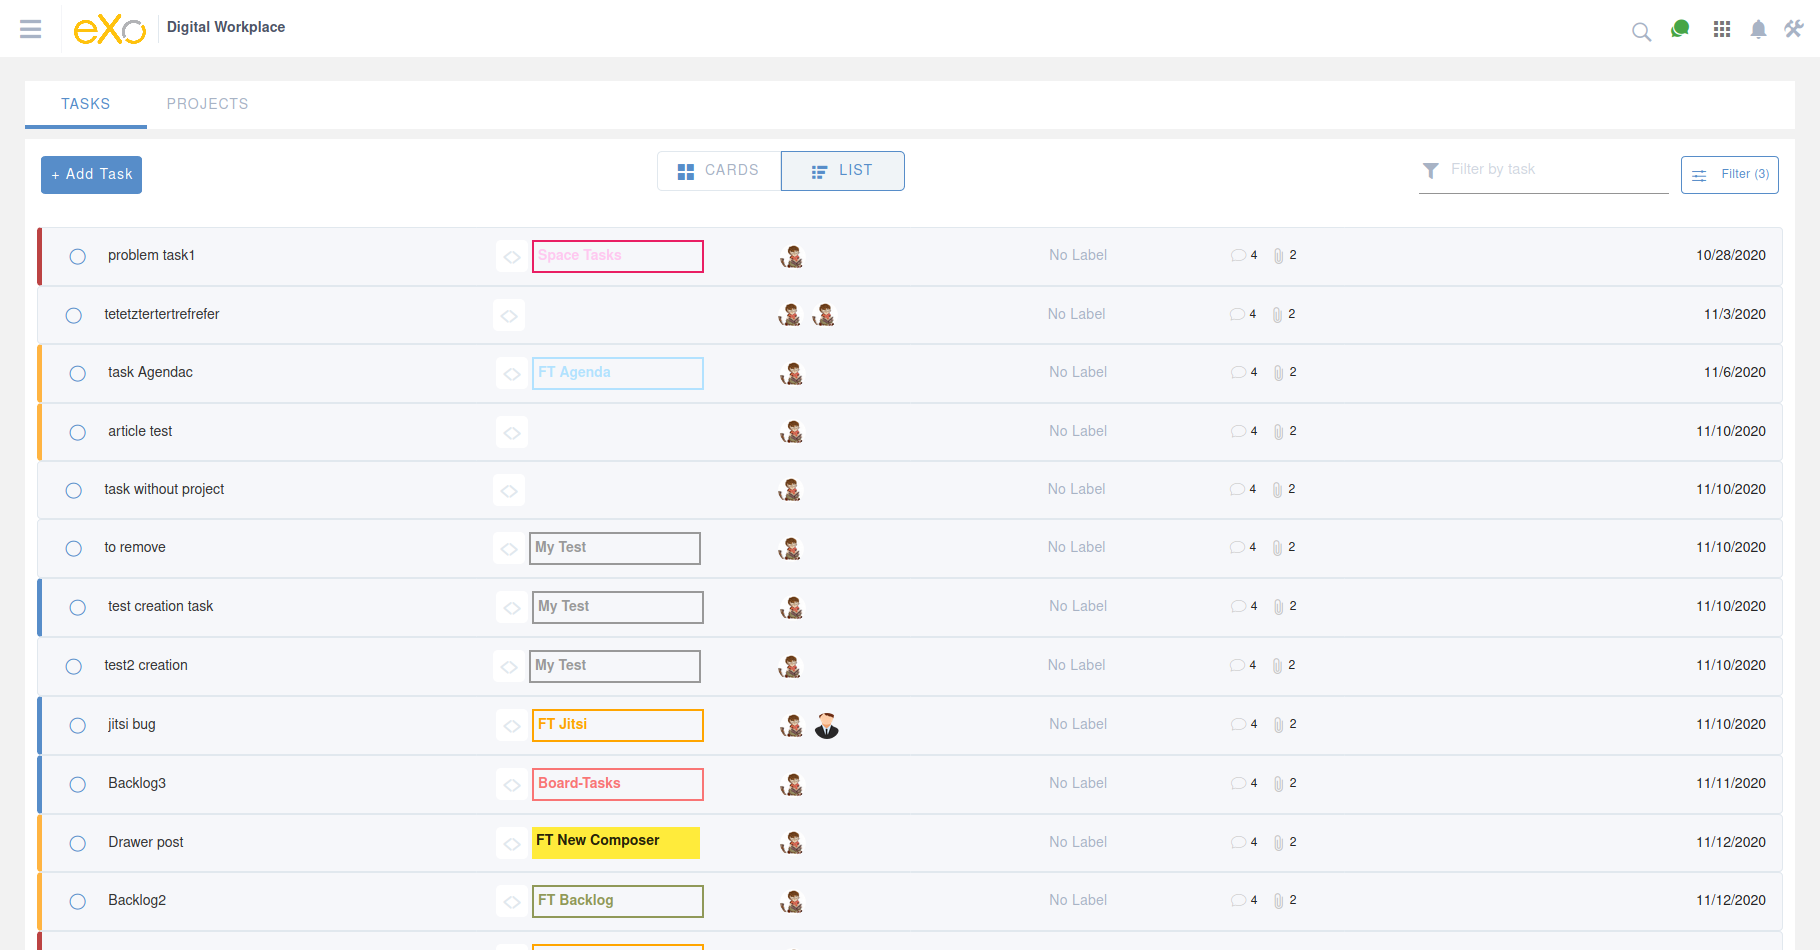 eXo Digital Workplace
TASKS PROJECTS
+ Add Task CARDS LIST Filter by task Filter (3)
problem task1 Space Tasks No Label 4 2 10/28/2020
tetetztertertrefrefer No Label 4 2 11/3/2020
task Agendac FT Agenda No Label 4 2 11/6/2020
article test No Label 4 2 11/10/2020
task without project No Label 4 2 11/10/2020
to remove My Test No Label 4 2 11/10/2020
test creation task My Test No Label 4 2 11/10/2020
test2 creation My Test No Label 4 2 11/10/2020
jitsi bug FT Jitsi No Label 4 2 11/10/2020
Backlog3 Board-Tasks No Label 4 2 11/11/2020
Drawer post FT New Composer No Label 4 2 11/12/2020
Backlog2 FT Backlog No Label 4 2 11/12/2020